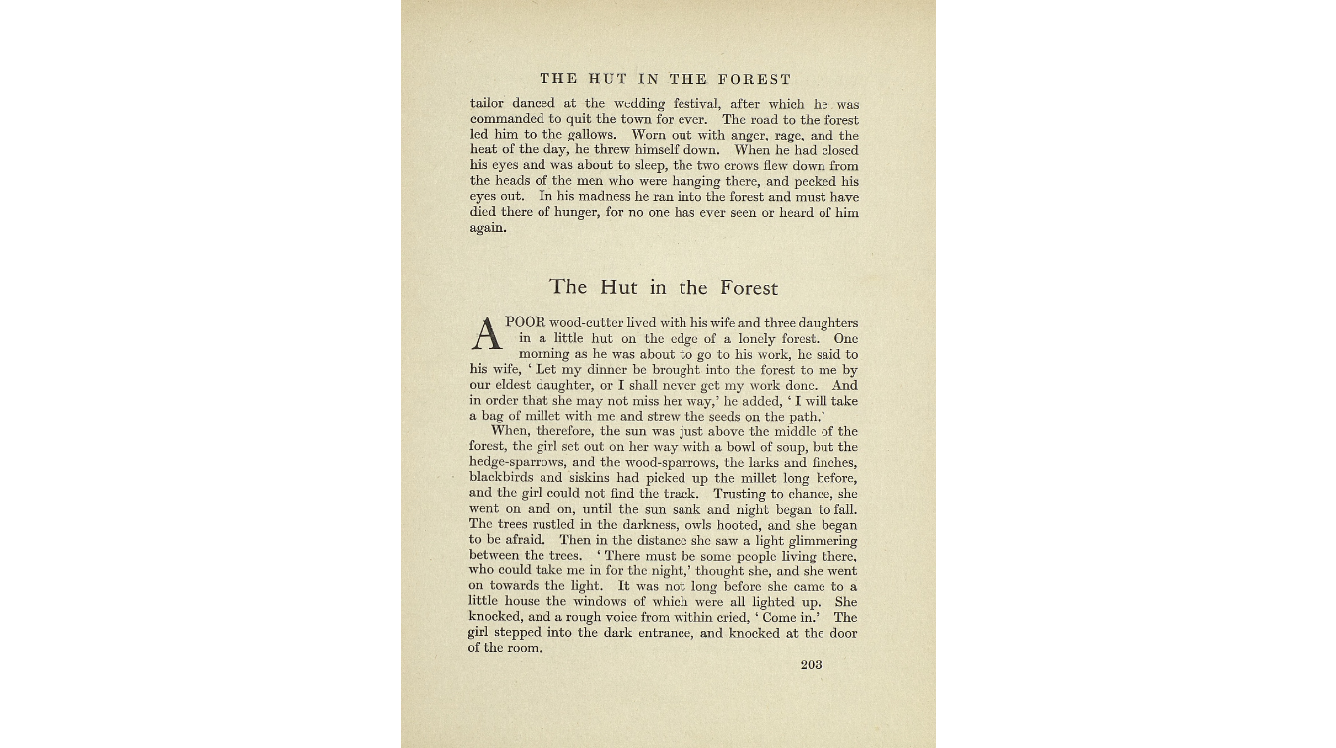 THE HUT IN THE FOREST
tailor danced at the wedding festival, after which he was
commanded to quit the town for ever. The road to the forest
led him to the gallows. Worn out with anger, rage, and the
heat of the day, he threw himself down. When he had closed
his eyes and was about to sleep, the two crows flew down from
the heads of the men who were hanging there, and pecked his
eyes out. In his madness he ran into the forest and must have
died there of hunger, for no one has ever seen or heard of him
again.
The Hut in the Forest
A POOR wood-cutter lived with his wife and three daughters
in a little hut on the edge of a lonely forest. One
morning as he was about to go to his work, he said to
his wife, ‘ Let my dinner be brought into the forest to me by
our eldest daughter, or I shall never get my work done. And
in order that she may not miss her way,’ he added, ‘ I will take
a bag of millet with me and strew the seeds on the path.’
When, therefore, the sun was just above the middle of the
forest, the girl set out on her way with a bowl of soup, but the
hedge-sparrows, and the wood-sparrows, the larks and finches,
blackbirds and siskins had picked up the millet long before,
and the girl could not find the track. Trusting to chance, she
went on and on, until the sun sank and night began to fall.
The trees rustled in the darkness, owls hooted, and she began
to be afraid. Then in the distance she saw a light glimmering
between the trees. ‘ There must be some people living there,
who could take me in for the night,’ thought she, and she went
on towards the light. It was not long before she came to a
little house the windows of which were all lighted up. She
knocked, and a rough voice from within cried, ‘ Come in.’ The
girl stepped into the dark entrance, and knocked at the door
of the room.
203